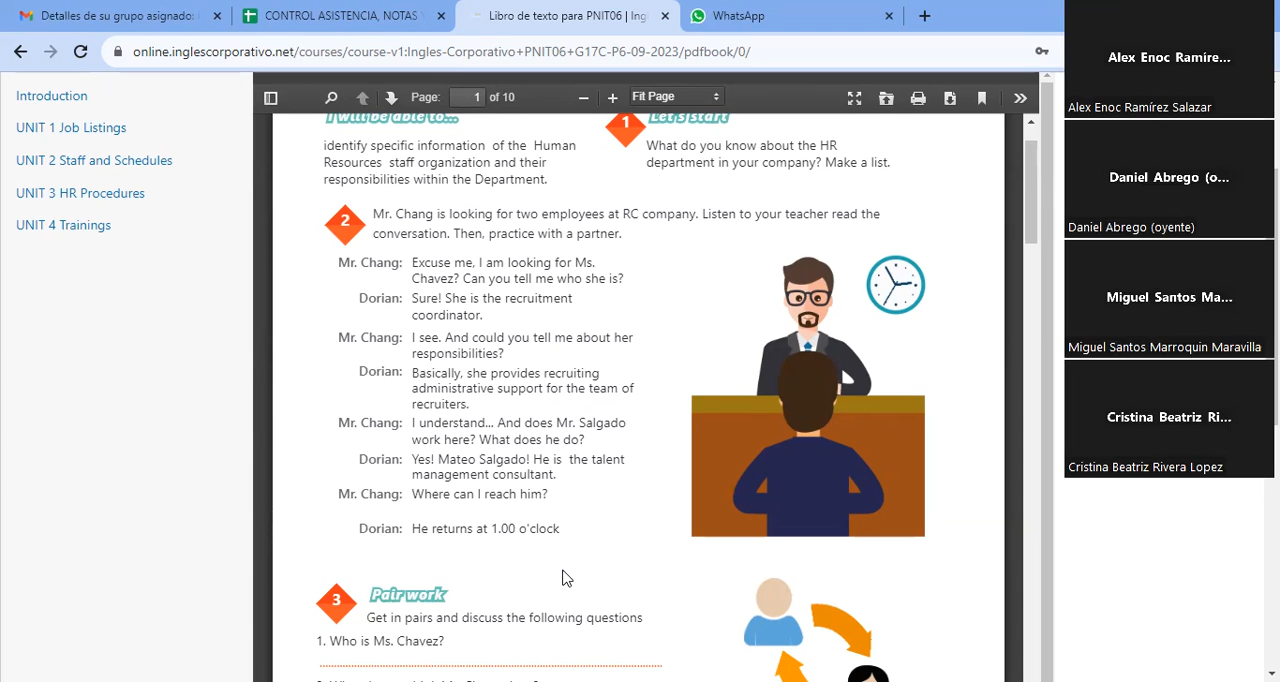 Detalles de su grupo asignado:
CONTROL ASISTENCIA, NOTAS Y
Libro de texto para PNIT06 | Ing
WhatsApp
online.inglescorporativo.net/courses/course-v1:Ingles-Corporativo+PNIT06+G17C-P6-09-2023/pdfbook/0/
Introduction
UNIT 1 Job Listings
UNIT 2 Staff and Schedules
UNIT 3 HR Procedures
UNIT 4 Trainings
Page: 1 of 10
Fit Page
I will be able to...
identify specific information of the Human
Resources staff organization and their
responsibilities within the Department.
1
Let's start
What do you know about the HR
department in your company? Make a list.
2
Mr. Chang is looking for two employees at RC company. Listen to your teacher read the
conversation. Then, practice with a partner.
Mr. Chang: Excuse me, I am looking for Ms.
Chavez? Can you tell me who she is?
Dorian: Sure! She is the recruitment
coordinator.
Mr. Chang: I see. And could you tell me about her
responsibilities?
Dorian: Basically, she provides recruiting
administrative support for the team of
recruiters.
Mr. Chang: I understand... And does Mr. Salgado
work here? What does he do?
Dorian: Yes! Mateo Salgado! He is the talent
management consultant.
Mr. Chang: Where can I reach him?
Dorian: He returns at 1.00 o'clock
3
Pair work
Get in pairs and discuss the following questions
1. Who is Ms. Chavez?
Alex Enoc Ramíre...
Alex Enoc Ramírez Salazar
Daniel Abrego (o...
Daniel Abrego (oyente)
Miguel Santos Ma...
Miguel Santos Marroquin Maravilla
Cristina Beatriz Ri...
Cristina Beatriz Rivera Lopez